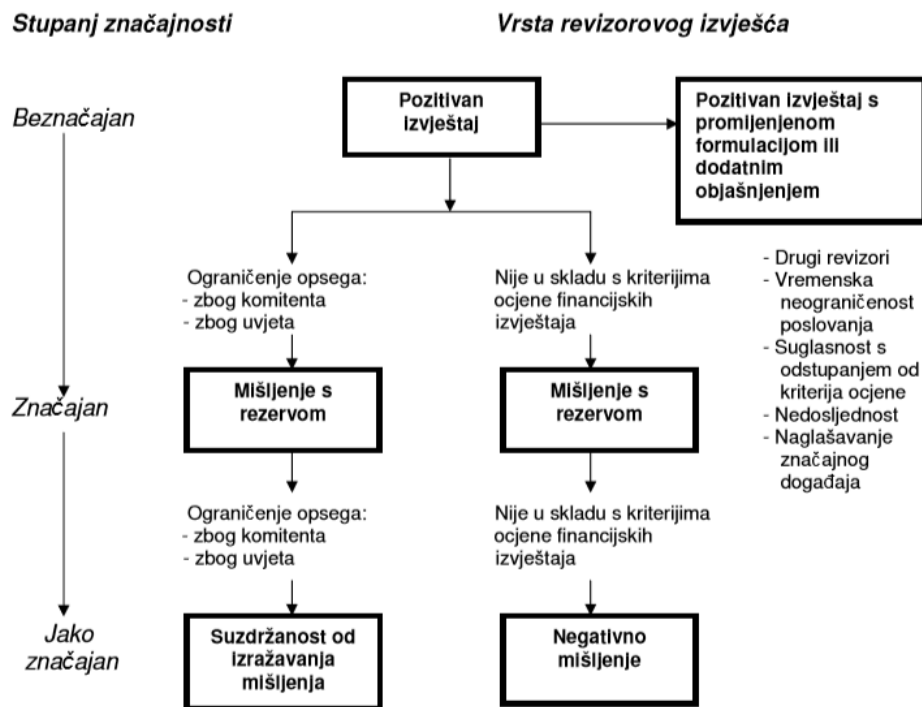 Stupanj značajnosti
Vrsta revizorovog izvješća
Beznačajan
Pozitivan
izvještaj
Pozitivan izvještaj s
promijenjenom
formulacijom ili
dodatnim
objašnjenjem
Ograničenje opsega:
- zbog komitenta
- zbog uvjeta
Nije u skladu s kriterijima
ocjene financijskih
izvještaja
- Drugi revizori
- Vremenska
neograničenost
poslovanja
- Suglasnost s
odstupanjem od
kriterija ocjene
- Nedosljednost
- Naglašavanje
značajnog
događaja
Značajan
Mišljenje s
rezervom
Mišljenje s
rezervom
Ograničenje opsega:
- zbog komitenta
- zbog uvjeta
Nije u skladu s kriterijima
ocjene financijskih
izvještaja
Jako
značajan
Suzdržanost od
izražavanja
mišljenja
Negativno
mišljenje